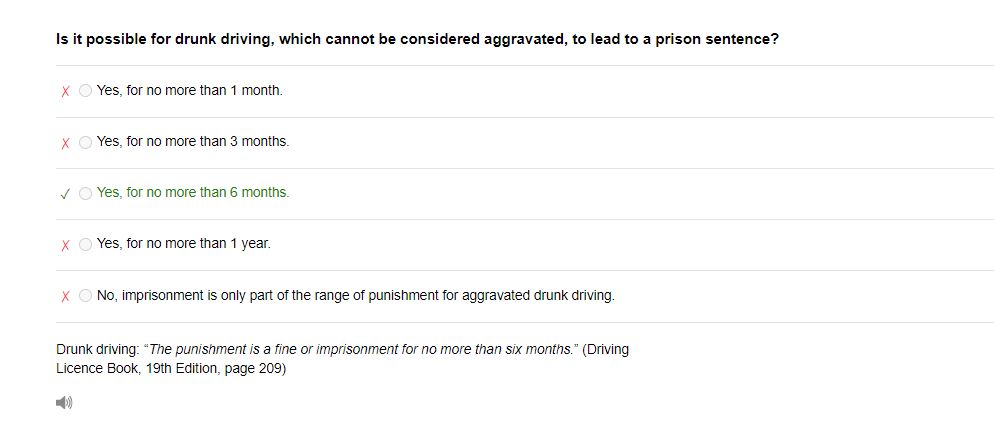 Is it possible for drunk driving, which cannot be considered aggravated, to lead to a prison sentence?
Yes, for no more than 1 month.
Yes, for no more than 3 months.
Yes, for no more than 6 months.
Yes, for no more than 1 year.
No, imprisonment is only part of the range of punishment for aggravated drunk driving.
Drunk driving: “The punishment is a fine or imprisonment for no more than six months.” (Driving
Licence Book, 19th Edition, page 209)